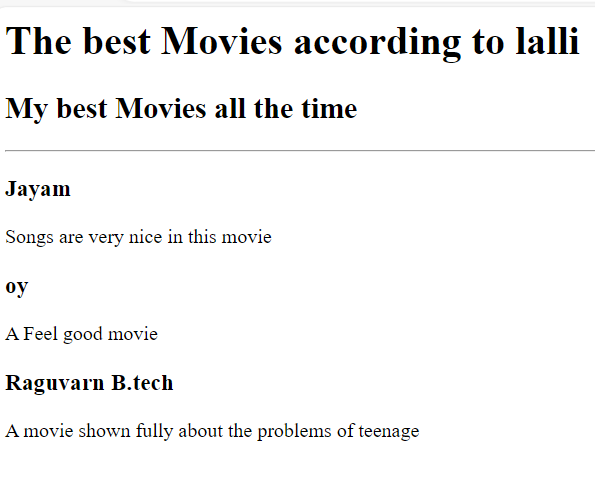 The best Movies according to lalli
My best Movies all the time
Jayam
Songs are very nice in this movie
oy
A Feel good movie
Raguvarn B.tech
A movie shown fully about the problems of teenage